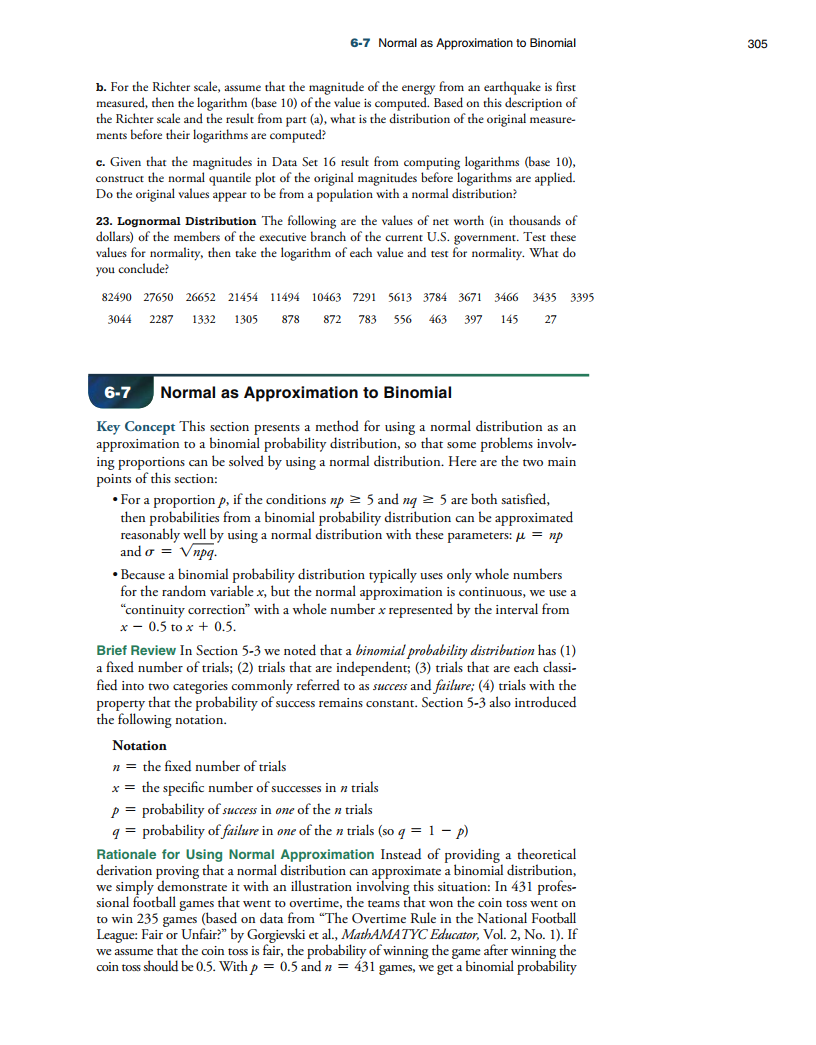 6-7 Normal as Approximation to Binomial 305
b. For the Richter scale, assume that the magnitude of the energy from an earthquake is first
measured, then the logarithm (base 10) of the value is computed. Based on this description of
the Richter scale and the result from part (a), what is the distribution of the original measure-
ments before their logarithms are computed?
c. Given that the magnitudes in Data Set 16 result from computing logarithms (base 10),
construct the normal quantile plot of the original magnitudes before logarithms are applied.
Do the original values appear to be from a population with a normal distribution?
23. Lognormal Distribution The following are the values of net worth (in thousands of
dollars) of the members of the executive branch of the current U.S. government. Test these
values for normality, then take the logarithm of each value and test for normality. What do
you conclude?
82490 27650 26652 21454 11494 10463 7291 5613 3784 3671 3466 3435 3395
3044 2287 1332 1305 878 872 783 556 463 397 145 27
6-7 Normal as Approximation to Binomial
Key Concept This section presents a method for using a normal distribution as an
approximation to a binomial probability distribution, so that some problems involv-
ing proportions can be solved by using a normal distribution. Here are the two main
points of this section:
• For a proportion p, if the conditions np ≥ 5 and nq ≥ 5 are both satisfied,
then probabilities from a binomial probability distribution can be approximated
reasonably well by using a normal distribution with these parameters: μ = np
and σ = √npq.
• Because a binomial probability distribution typically uses only whole numbers
for the random variable x, but the normal approximation is continuous, we use a
“continuity correction” with a whole number x represented by the interval from
x − 0.5 to x + 0.5.
Brief Review In Section 5-3 we noted that a binomial probability distribution has (1)
a fixed number of trials; (2) trials that are independent; (3) trials that are each classi-
fied into two categories commonly referred to as success and failure; (4) trials with the
property that the probability of success remains constant. Section 5-3 also introduced
the following notation.
Notation
n = the fixed number of trials
x = the specific number of successes in n trials
p = probability of success in one of the n trials
q = probability of failure in one of the n trials (so q = 1 − p)
Rationale for Using Normal Approximation Instead of providing a theoretical
derivation proving that a normal distribution can approximate a binomial distribution,
we simply demonstrate it with an illustration involving this situation: In 431 profes-
sional football games that went to overtime, the teams that won the coin toss went on
to win 235 games (based on data from “The Overtime Rule in the National Football
League: Fair or Unfair?” by Gorgievski et al., MathAMATYC Educator, Vol. 2, No. 1). If
we assume that the coin toss is fair, the probability of winning the game after winning the
coin toss should be 0.5. With p = 0.5 and n = 431 games, we get a binomial probability